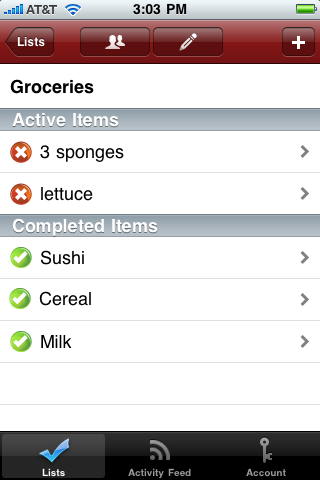 AT&T 3:03 PM
Lists
Groceries
Active Items
3 sponges
lettuce
Completed Items
Sushi
Cereal
Milk
Lists Activity Feed Account